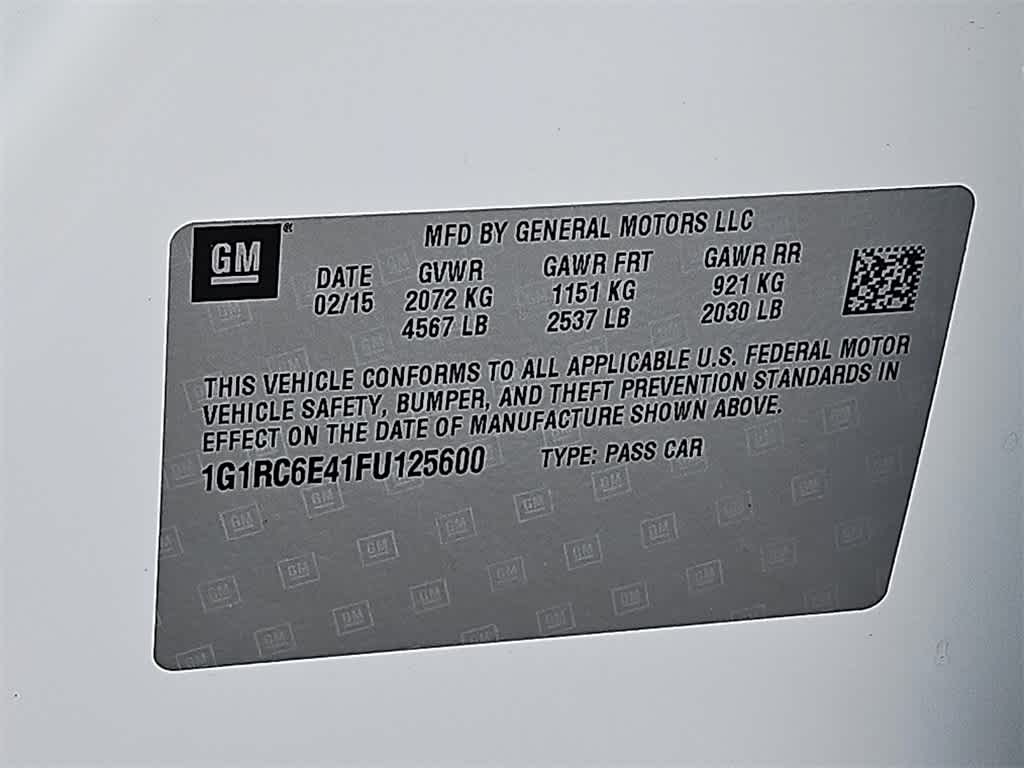 GM
MFD BY GENERAL MOTORS LLC
DATE GVWR GAWR FRT GAWR RR
02/15 2072 KG 1151 KG 921 KG
4567 LB 2537 LB 2030 LB
THIS VEHICLE CONFORMS TO ALL APPLICABLE U.S. FEDERAL MOTOR
VEHICLE SAFETY, BUMPER, AND THEFT PREVENTION STANDARDS IN
EFFECT ON THE DATE OF MANUFACTURE SHOWN ABOVE.
1G1RC6E41FU125600 TYPE: PASS CAR